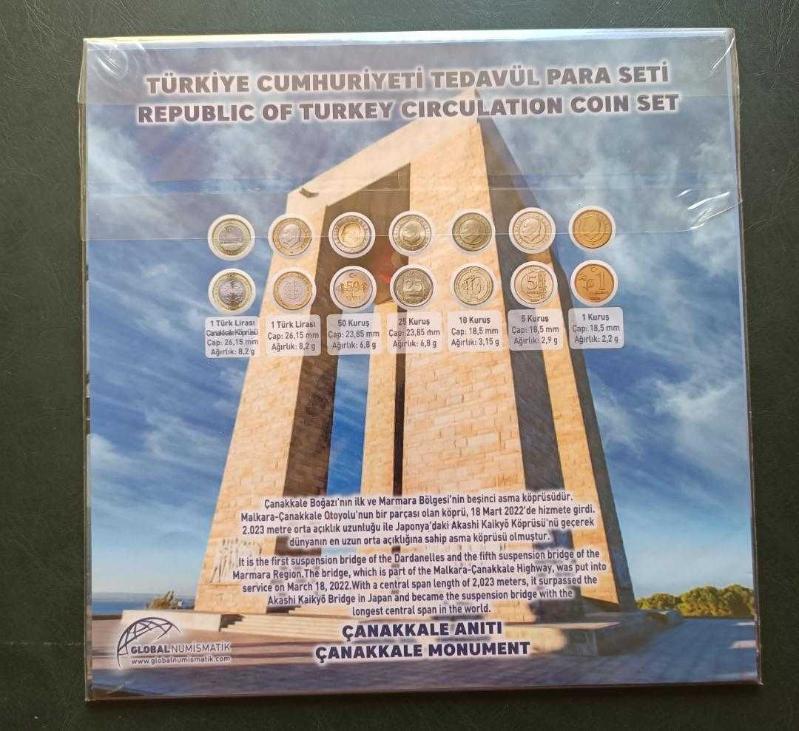 TÜRKİYE CUMHURİYETİ TEDAVÜL PARA SETİ
REPUBLIC OF TURKEY CIRCULATION COIN SET
50
25
10
5
1
1 Türk Lirası
Çanakkale Köprüsü
Çap: 26,15 mm
Ağırlık: 8,2 g
1 Türk Lirası
Çap: 26,15 mm
Ağırlık: 8,2 g
50 Kuruş
Çap: 23,85 mm
Ağırlık: 6,8 g
25 Kuruş
Çap: 23,85 mm
Ağırlık: 6,8 g
10 Kuruş
Çap: 18,5 mm
Ağırlık: 3,15 g
5 Kuruş
Çap: 18,5 mm
Ağırlık: 2,9 g
1 Kuruş
Çap: 18,5 mm
Ağırlık: 2,2 g
Çanakkale Boğazı'nın ilk ve Marmara Bölgesi'nin beşinci asma köprüsüdür.
Malkara-Çanakkale Otoyolu'nun bir parçası olan köprü, 18 Mart 2022'de hizmete girdi.
2.023 metre orta açıklık uzunluğu ile Japonya'daki Akashi Kaikyō Köprüsü'nü geçerek
dünyanın en uzun orta açıklığına sahip asma köprüsü olmuştur.
It is the first suspension bridge of the Dardanelles and the fifth suspension bridge of the
Marmara Region.The bridge, which is part of the Malkara-Çanakkale Highway, was put into
service on March 18, 2022.With a central span length of 2,023 meters, it surpassed the
Akashi Kaikyō Bridge in Japan and became the suspension bridge with the
longest central span in the world.
ÇANAKKALE ANITI
ÇANAKKALE MONUMENT
GLOBALNUMISMATIK
www.globalnumismatik.com